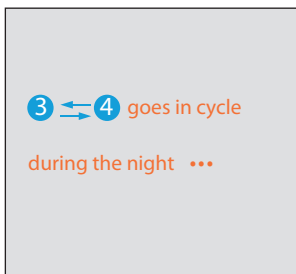 3 ⇄ 4 goes in cycle
during the night •••